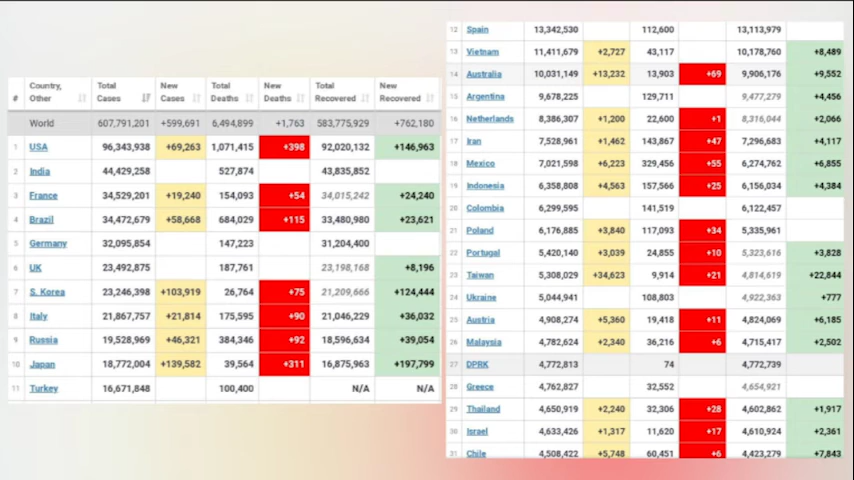 # Country, Other Total Cases New Cases Total Deaths New Deaths Total Recovered New Recovered
World 607,791,201 +599,691 6,494,899 +1,763 583,775,929 +762,180
1 USA 96,343,938 +69,263 1,071,415 +398 92,020,132 +146,963
2 India 44,429,258 527,874 43,835,852
3 France 34,529,201 +19,240 154,093 +54 34,015,242 +24,240
4 Brazil 34,472,679 +58,668 684,029 +115 33,480,980 +23,621
5 Germany 32,095,854 147,223 31,204,400
6 UK 23,492,875 187,761 23,198,168 +8,196
7 S. Korea 23,246,398 +103,919 26,764 +75 21,209,666 +124,444
8 Italy 21,867,757 +21,814 175,595 +90 21,046,229 +36,032
9 Russia 19,528,969 +46,321 384,346 +92 18,596,634 +39,054
10 Japan 18,772,004 +139,582 39,564 +311 16,875,963 +197,799
11 Turkey 16,671,848 100,400 N/A N/A
12 Spain 13,342,530 112,600 13,113,979
13 Vietnam 11,411,679 +2,727 43,117 10,178,760 +8,489
14 Australia 10,031,149 +13,232 13,903 +69 9,906,176 +9,552
15 Argentina 9,678,225 129,711 9,477,279 +4,456
16 Netherlands 8,386,307 +1,200 22,600 +1 8,316,044 +2,066
17 Iran 7,528,961 +1,462 143,867 +47 7,296,683 +4,117
18 Mexico 7,021,598 +6,223 329,456 +55 6,274,762 +6,855
19 Indonesia 6,358,808 +4,563 157,566 +25 6,156,034 +4,384
20 Colombia 6,299,595 141,519 6,122,457
21 Poland 6,176,885 +3,840 117,093 +34 5,335,961
22 Portugal 5,420,140 +3,039 24,855 +10 5,323,616 +3,828
23 Taiwan 5,308,029 +34,623 9,914 +21 4,814,619 +22,844
24 Ukraine 5,044,941 108,803 4,922,363 +777
25 Austria 4,908,274 +5,360 19,418 +11 4,824,069 +6,185
26 Malaysia 4,782,624 +2,340 36,216 +6 4,715,417 +2,502
27 DPRK 4,772,813 74 4,772,739
28 Greece 4,762,827 32,552 4,654,921
29 Thailand 4,650,919 +2,240 32,306 +28 4,602,862 +1,917
30 Israel 4,633,426 +1,317 11,620 +17 4,610,924 +2,361
31 Chile 4,508,422 +5,748 60,451 +6 4,423,279 +7,843